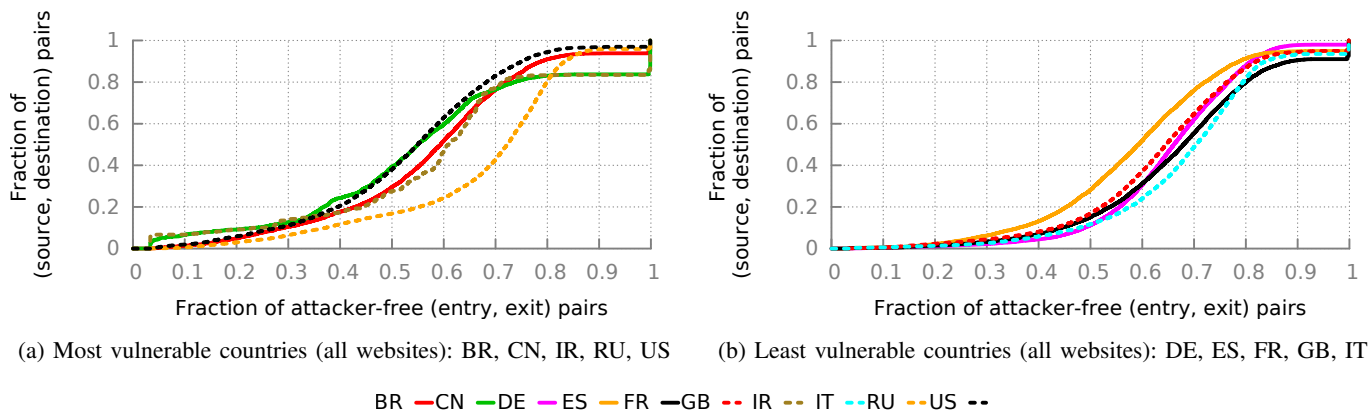 1
0.8
0.6
0.4
0.2
0
0 0.1 0.2 0.3 0.4 0.5 0.6 0.7 0.8 0.9 1
Fraction of
(source, destination) pairs
Fraction of attacker-free (entry, exit) pairs
(a) Most vulnerable countries (all websites): BR, CN, IR, RU, US
1
0.8
0.6
0.4
0.2
0
0 0.1 0.2 0.3 0.4 0.5 0.6 0.7 0.8 0.9 1
Fraction of
(source, destination) pairs
Fraction of attacker-free (entry, exit) pairs
(b) Least vulnerable countries (all websites): DE, ES, FR, GB, IT
BR CN DE ES FR GB IR IT RU US